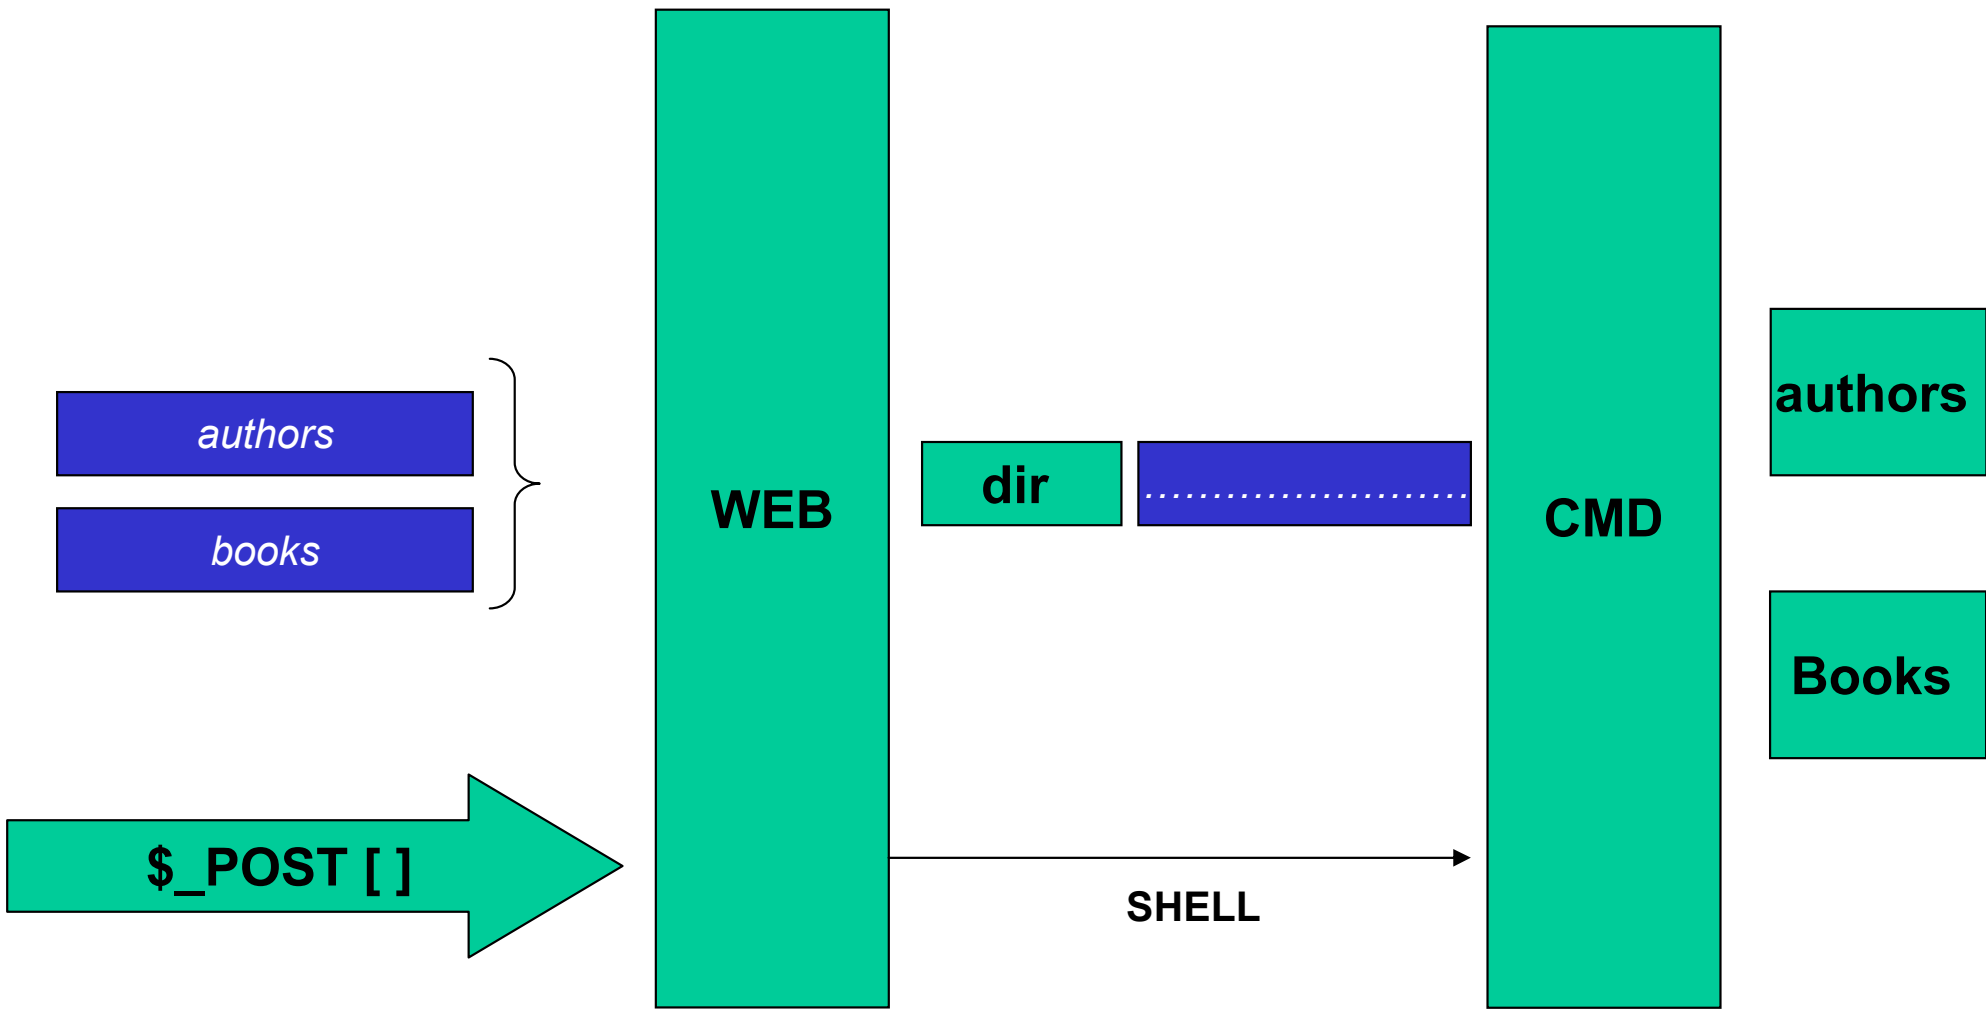 authors
books
$_POST [ ]
WEB
dir
........................
SHELL
CMD
authors
Books